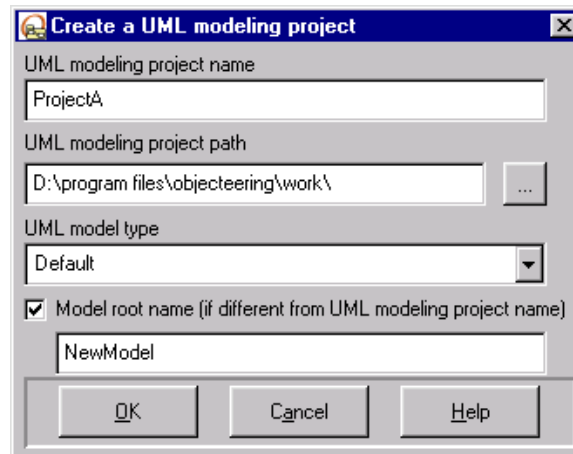 Create a UML modeling project
UML modeling project name
ProjectA
UML modeling project path
D:\program files\objecteering\work\
...
UML model type
Default
Model root name (if different from UML modeling project name)
NewModel
OK Cancel Help